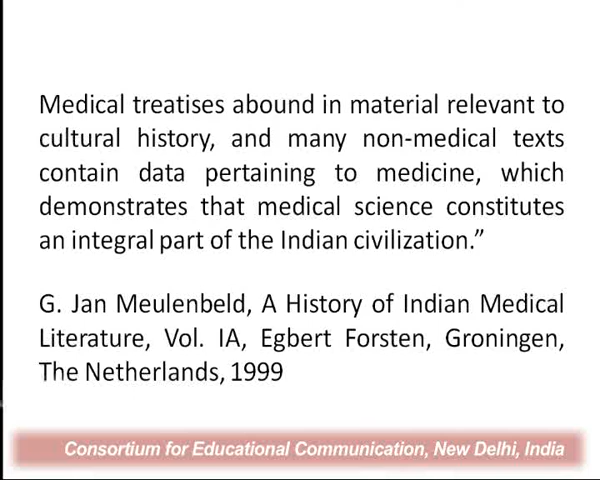 Medical treatises abound in material relevant to
cultural history, and many non-medical texts
contain data pertaining to medicine, which
demonstrates that medical science constitutes
an integral part of the Indian civilization.”
G. Jan Meulenbeld, A History of Indian Medical
Literature, Vol. IA, Egbert Forsten, Groningen,
The Netherlands, 1999
Consortium for Educational Communication, New Delhi, India